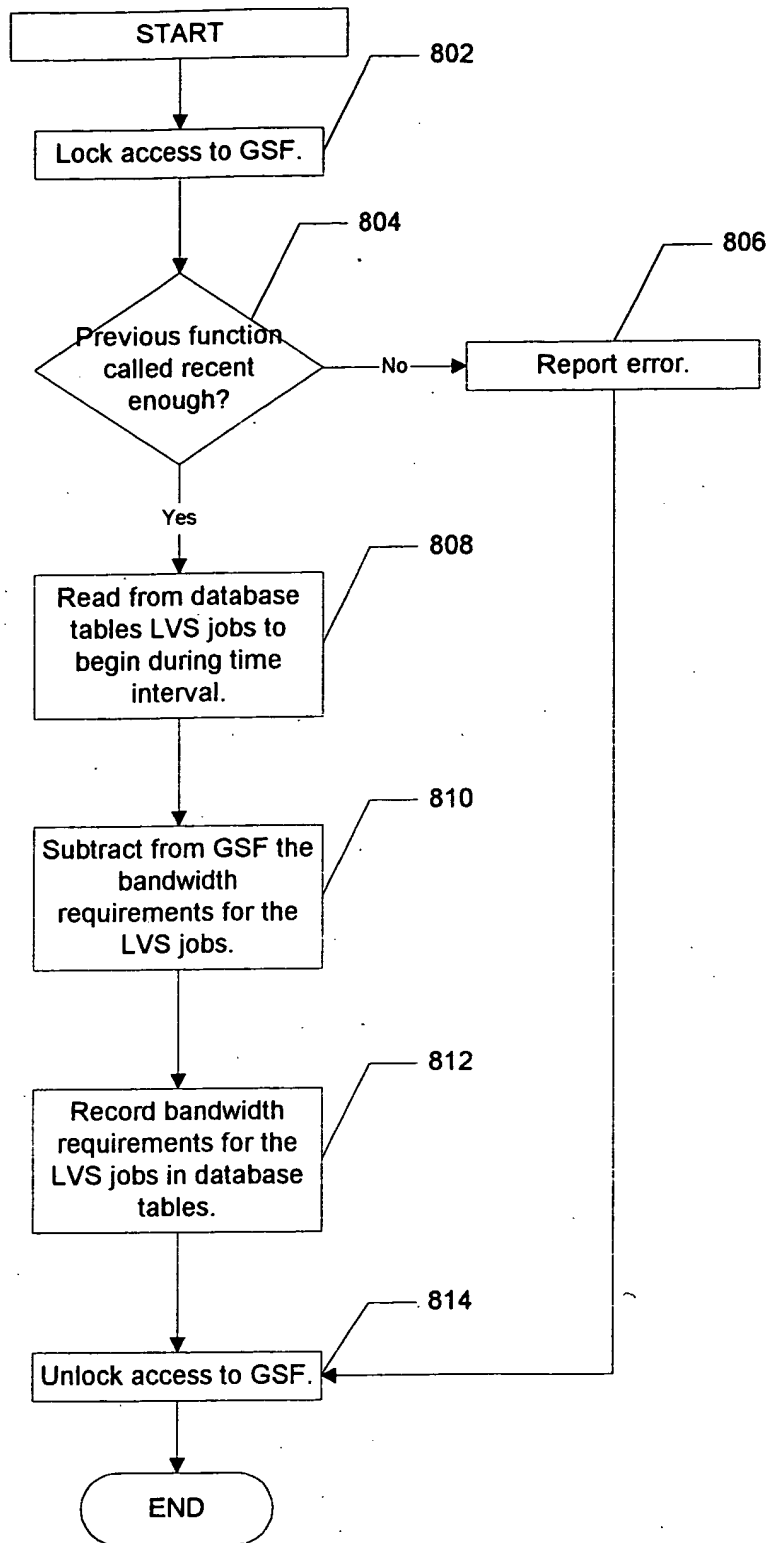 START
802
Lock access to GSF.
804
806
Previous function
called recent
enough?
No
Report error.
Yes
808
Read from database
tables LVS jobs to
begin during time
interval.
810
Subtract from GSF the
bandwidth
requirements for the
LVS jobs.
812
Record bandwidth
requirements for the
LVS jobs in database
tables.
814
Unlock access to GSF.
END